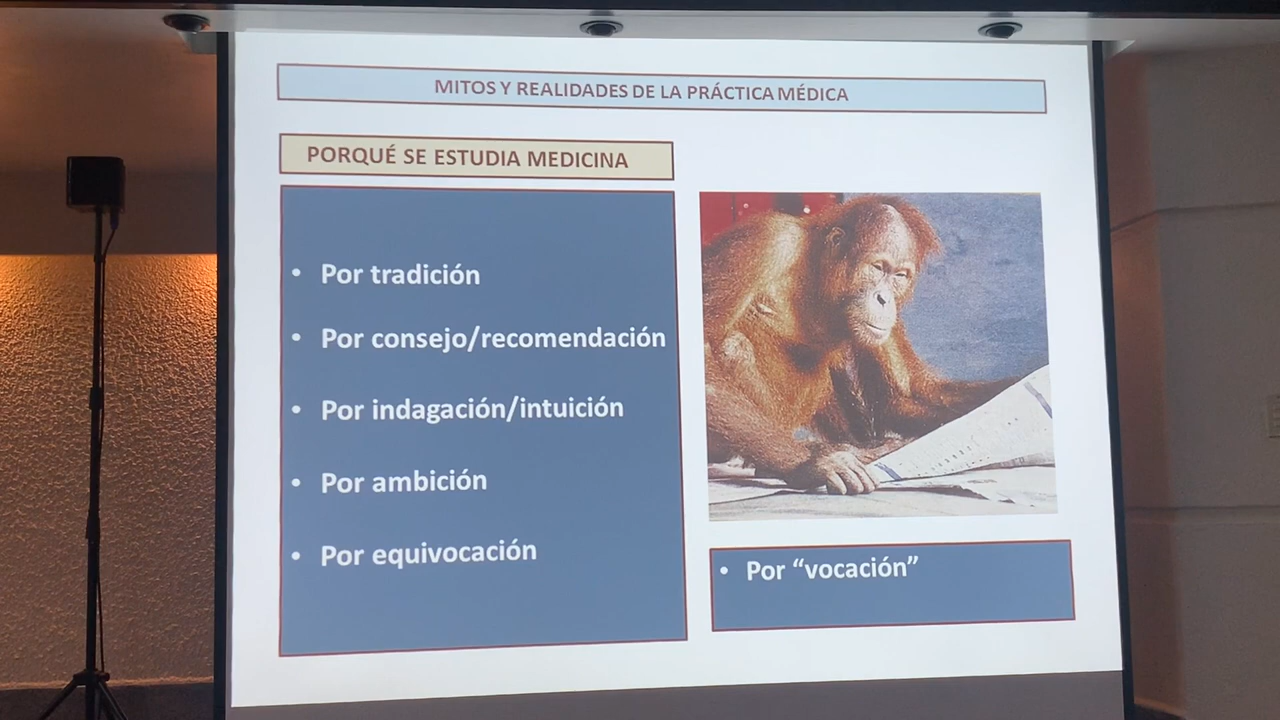 MITOS Y REALIDADES DE LA PRÁCTICA MÉDICA
PORQUÉ SE ESTUDIA MEDICINA
• Por tradición
• Por consejo/recomendación
• Por indagación/intuición
• Por ambición
• Por equivocación
• Por “vocación”